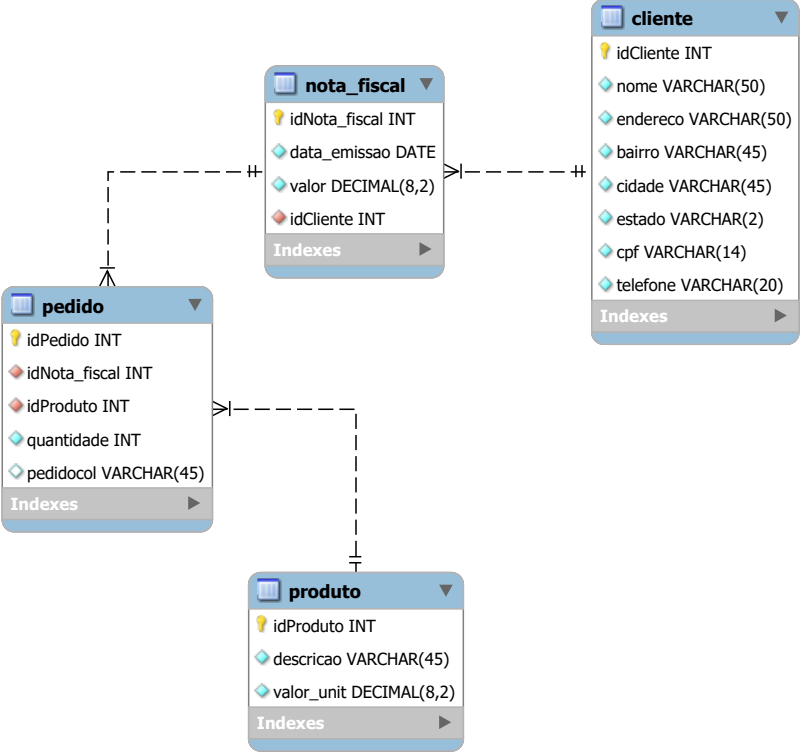 cliente
idCliente INT
nome VARCHAR(50)
endereco VARCHAR(50)
bairro VARCHAR(45)
cidade VARCHAR(45)
estado VARCHAR(2)
cpf VARCHAR(14)
telefone VARCHAR(20)
Indexes
nota_fiscal
idNota_fiscal INT
data_emissao DATE
valor DECIMAL(8,2)
idCliente INT
Indexes
pedido
idPedido INT
idNota_fiscal INT
idProduto INT
quantidade INT
pedidocol VARCHAR(45)
Indexes
produto
idProduto INT
descricao VARCHAR(45)
valor_unit DECIMAL(8,2)
Indexes